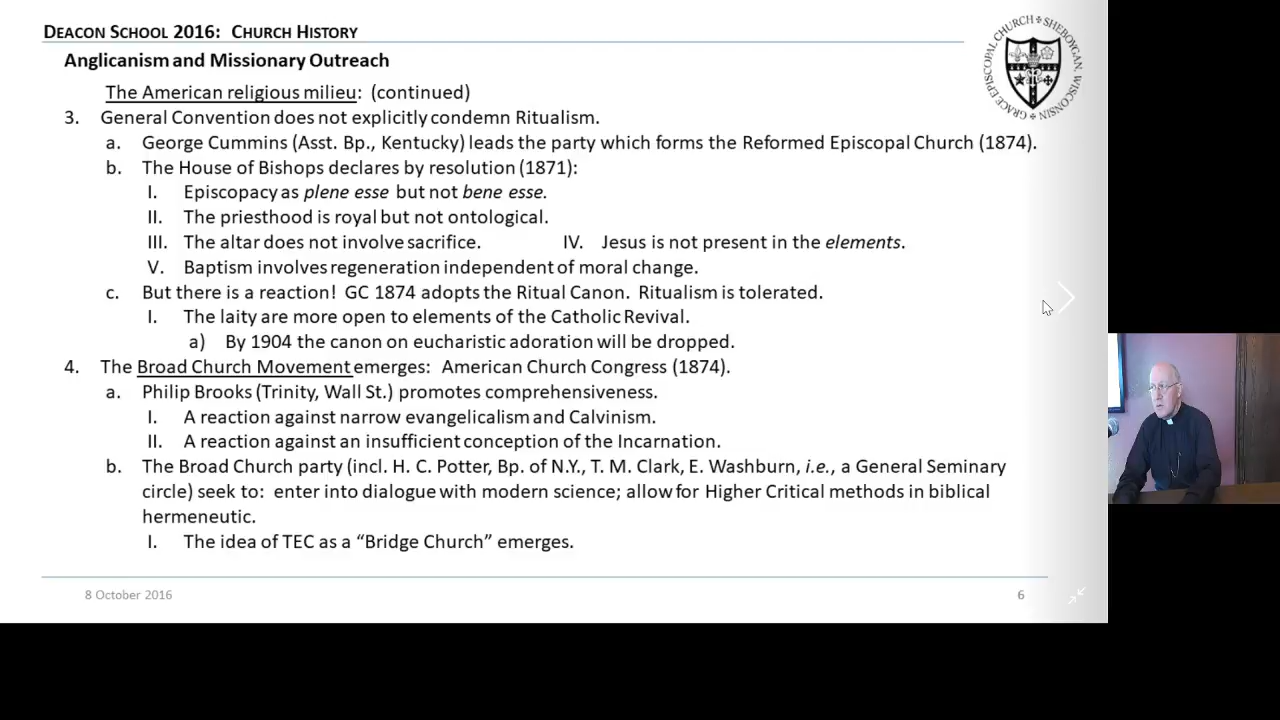 DEACON SCHOOL 2016: CHURCH HISTORY
Anglicanism and Missionary Outreach
GRACE EPISCOPAL CHURCH SHEBOYGAN, WISCONSIN
The American religious milieu: (continued)
3. General Convention does not explicitly condemn Ritualism.
a. George Cummins (Asst. Bp., Kentucky) leads the party which forms the Reformed Episcopal Church (1874).
b. The House of Bishops declares by resolution (1871):
I. Episcopacy as plene esse but not bene esse.
II. The priesthood is royal but not ontological.
III. The altar does not involve sacrifice. IV. Jesus is not present in the elements.
V. Baptism involves regeneration independent of moral change.
c. But there is a reaction! GC 1874 adopts the Ritual Canon. Ritualism is tolerated.
I. The laity are more open to elements of the Catholic Revival.
a) By 1904 the canon on eucharistic adoration will be dropped.
4. The Broad Church Movement emerges: American Church Congress (1874).
a. Philip Brooks (Trinity, Wall St.) promotes comprehensiveness.
I. A reaction against narrow evangelicalism and Calvinism.
II. A reaction against an insufficient conception of the Incarnation.
b. The Broad Church party (incl. H. C. Potter, Bp. of N.Y., T. M. Clark, E. Washburn, i.e., a General Seminary
circle) seek to: enter into dialogue with modern science; allow for Higher Critical methods in biblical
hermeneutic.
I. The idea of TEC as a “Bridge Church” emerges.
8 October 2016
6